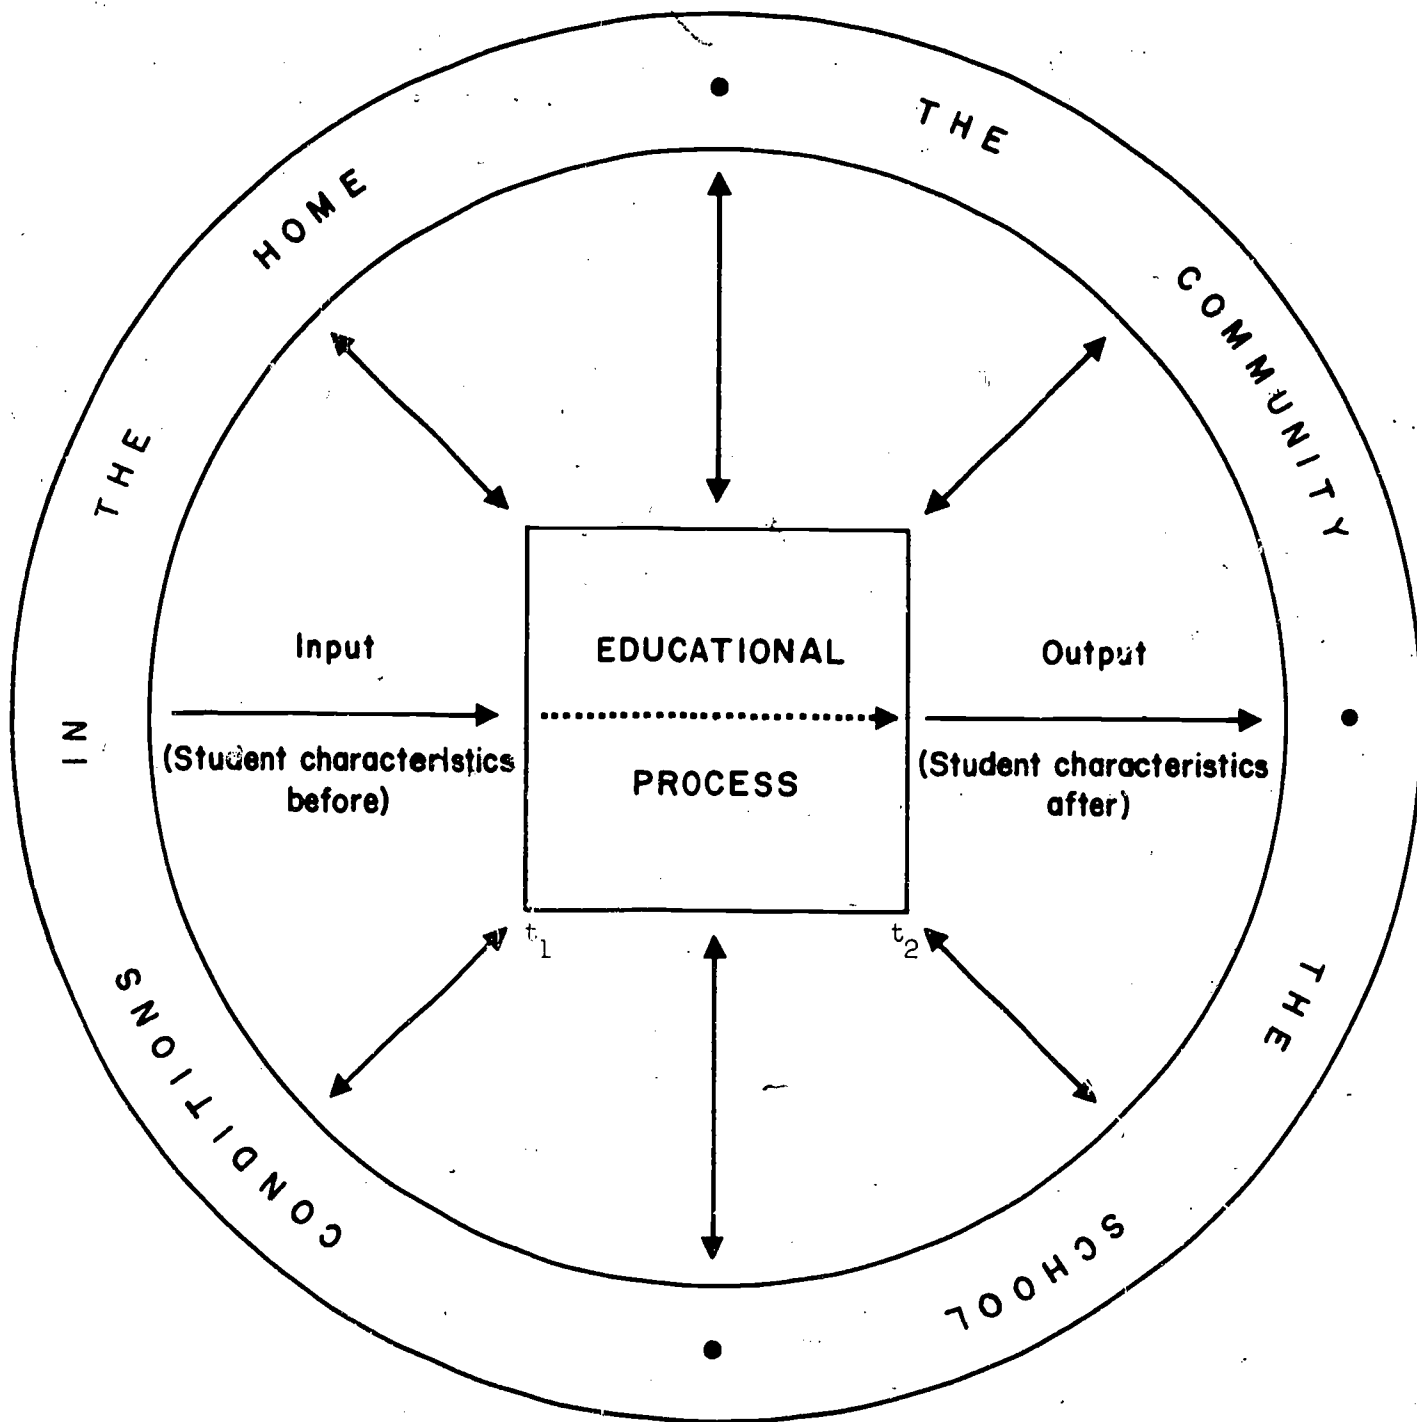 CONDITIONS IN THE HOME • THE COMMUNITY • THE SCHOOL •
Input
(Student characteristics
before)
EDUCATIONAL
PROCESS
Output
(Student characteristics
after)
t1
t2